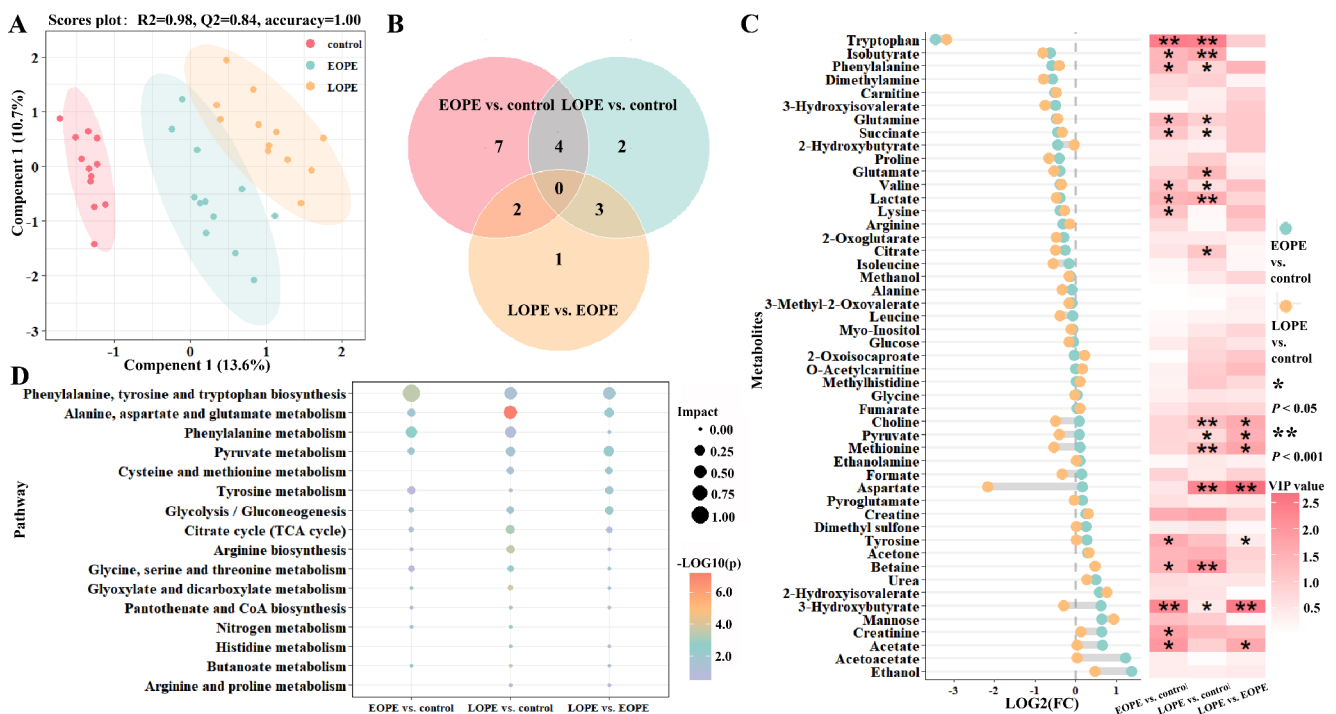 A
Scores plot: R2=0.98, Q2=0.84, accuracy=1.00
control
EOPE
LOPE
2
1
0
-1
-2
-3
Compenent 1 (10.7%)
-1
0
1
2
Compenent 1 (13.6%)
B
EOPE vs. control
LOPE vs. control
7
4
2
0
2
3
1
LOPE vs. EOPE
C
Metabolites
Tryptophan
Isobutyrate
Phenylalanine
Dimethylamine
Carnitine
3-Hydroxyisovalerate
Glutamine
Succinate
2-Hydroxybutyrate
Proline
Glutamate
Valine
Lactate
Lysine
Arginine
2-Oxoglutarate
Citrate
Isoleucine
Methanol
Alanine
3-Methyl-2-Oxovalerate
Leucine
Myo-Inositol
Glucose
2-Oxoisocaproate
O-Acetylcarnitine
Methylhistidine
Glycine
Fumarate
Choline
Pyruvate
Methionine
Ethanolamine
Formate
Aspartate
Pyroglutamate
Creatine
Dimethyl sulfone
Tyrosine
Acetone
Betaine
Urea
2-Hydroxyisovalerate
3-Hydroxybutyrate
Mannose
Creatinine
Acetate
Acetoacetate
Ethanol
-3
-2
-1
0
1
LOG2(FC)
** **
* **
* *
* *
* *
*
* *
* **
*
*
** *
* *
** *
** **
* *
* **
** * **
*
* *
EOPE vs. control
LOPE vs. control
LOPE vs. EOPE
EOPE
vs.
control
LOPE
vs.
control
*
P < 0.05
**
P < 0.001
VIP value
2.5
2.0
1.5
1.0
0.5
D
Pathway
Phenylalanine, tyrosine and tryptophan biosynthesis
Alanine, aspartate and glutamate metabolism
Phenylalanine metabolism
Pyruvate metabolism
Cysteine and methionine metabolism
Tyrosine metabolism
Glycolysis / Gluconeogenesis
Citrate cycle (TCA cycle)
Arginine biosynthesis
Glycine, serine and threonine metabolism
Glyoxylate and dicarboxylate metabolism
Pantothenate and CoA biosynthesis
Nitrogen metabolism
Histidine metabolism
Butanoate metabolism
Arginine and proline metabolism
EOPE vs. control
LOPE vs. control
LOPE vs. EOPE
Impact
0.00
0.25
0.50
0.75
1.00
-LOG10(p)
6.0
4.0
2.0